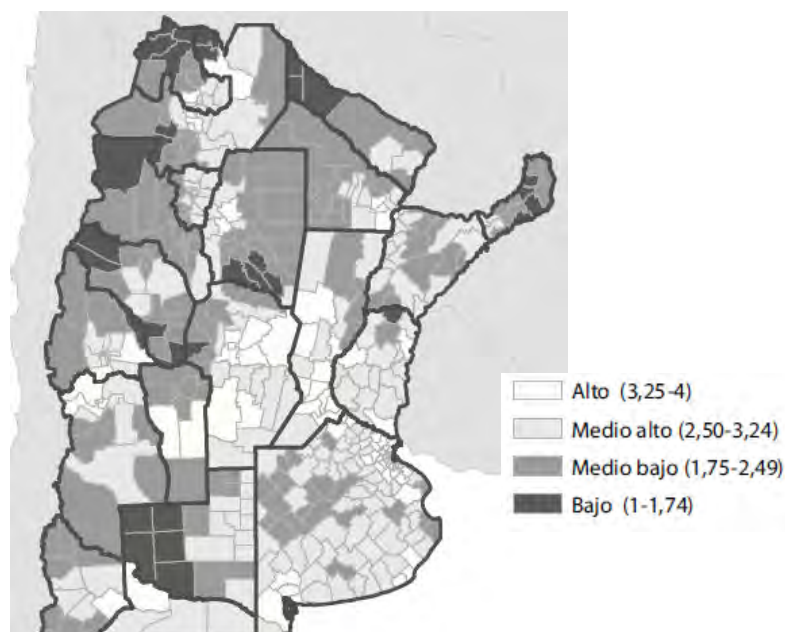 Alto (3,25-4)
Medio alto (2,50-3,24)
Medio bajo (1,75-2,49)
Bajo (1-1,74)